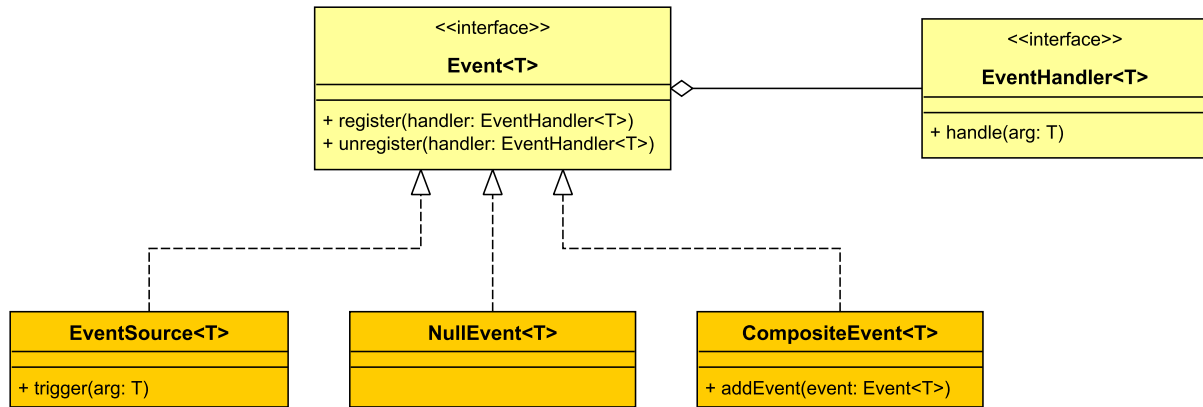 <<interface>>
Event<T>
+ register(handler: EventHandler<T>)
+ unregister(handler: EventHandler<T>)
<<interface>>
EventHandler<T>
+ handle(arg: T)
EventSource<T>
+ trigger(arg: T)
NullEvent<T>
CompositeEvent<T>
+ addEvent(event: Event<T>)